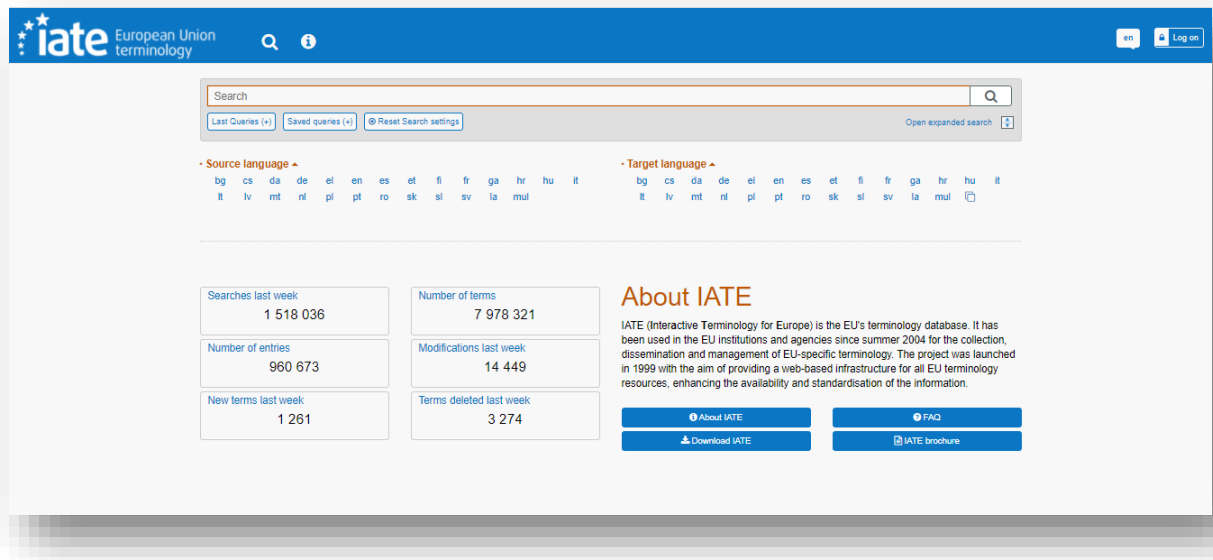 iate European Union
terminology
en
Log on
Search
Last Queries (+) Saved queries (+) Reset Search settings
Open expanded search
Source language
bg cs da de el en es et fi fr ga hr hu it
lt lv mt nl pl pt ro sk sl sv la mul
Target language
bg cs da de el en es et fi fr ga hr hu it
lt lv mt nl pl pt ro sk sl sv la mul
Searches last week
1 518 036
Number of terms
7 978 321
Number of entries
960 673
Modifications last week
14 449
New terms last week
1 261
Terms deleted last week
3 274
About IATE
IATE (Interactive Terminology for Europe) is the EU's terminology database. It has
been used in the EU institutions and agencies since summer 2004 for the collection,
dissemination and management of EU-specific terminology. The project was launched
in 1999 with the aim of providing a web-based infrastructure for all EU terminology
resources, enhancing the availability and standardisation of the information.
About IATE
FAQ
Download IATE
IATE brochure